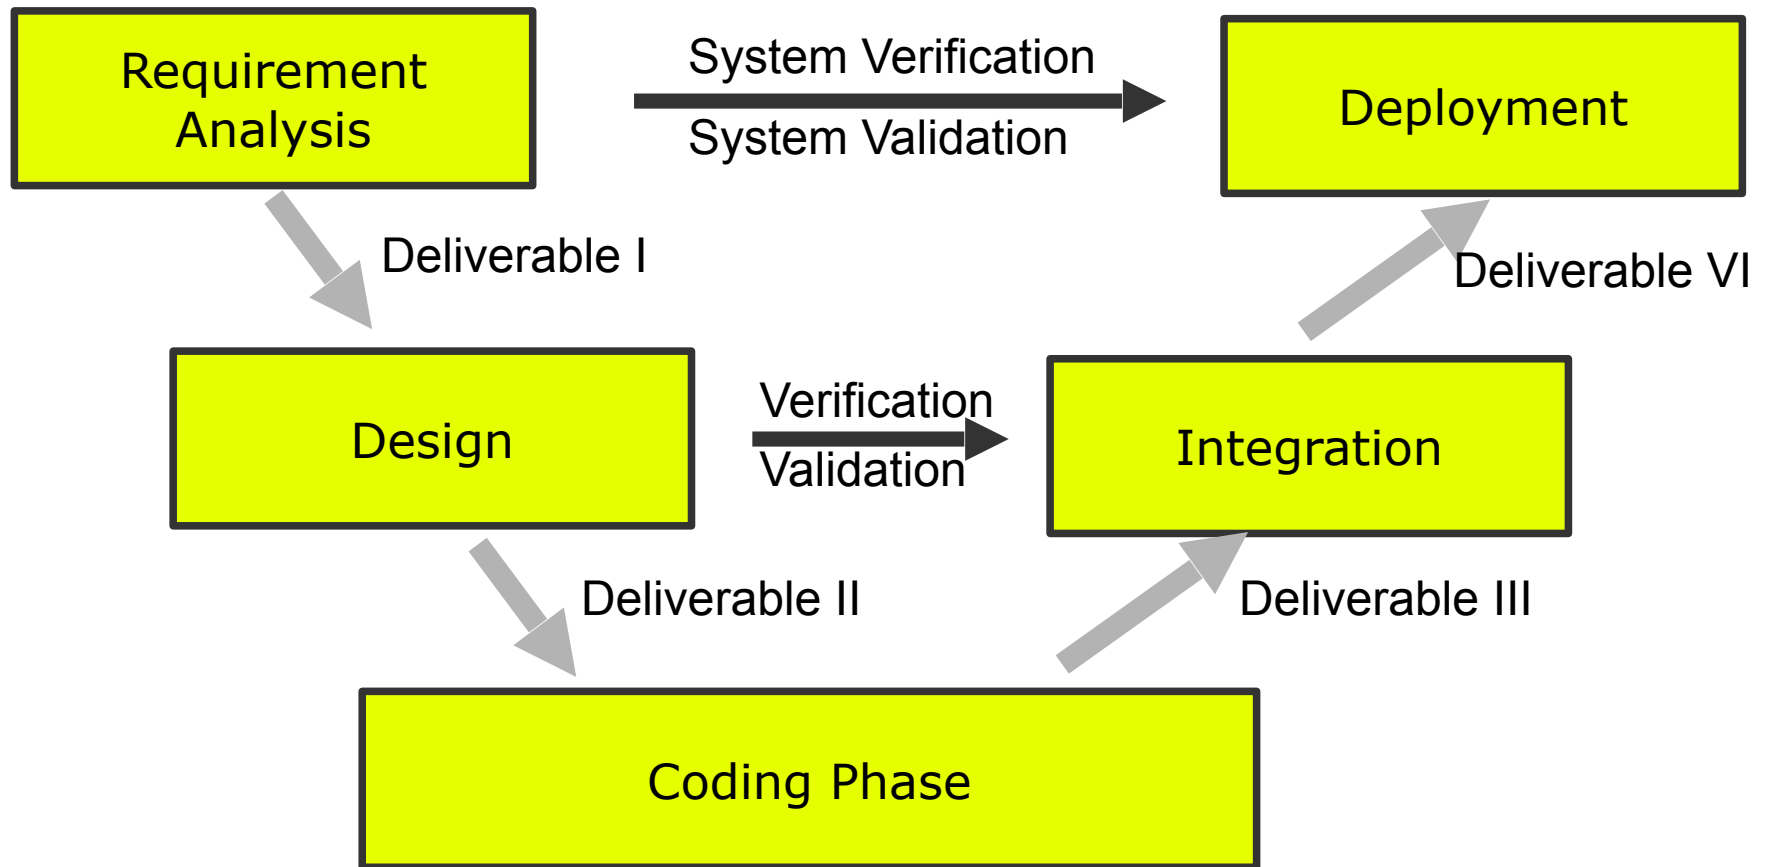 Requirement
Analysis
System Verification
System Validation
Deployment
Deliverable I
Deliverable VI
Design
Verification
Validation
Integration
Deliverable II
Deliverable III
Coding Phase